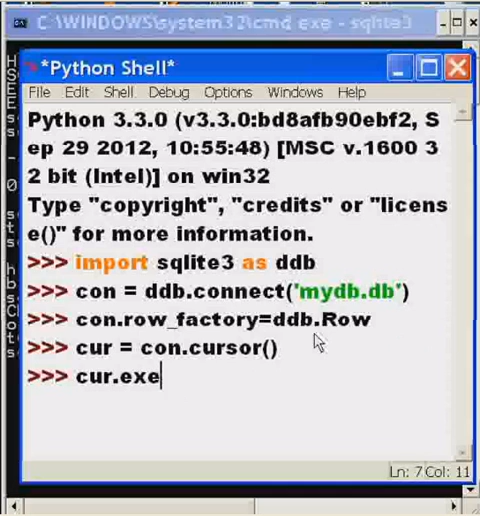 C:\WINDOWS\system32\cmd exe - sqlite3
*Python Shell*
File Edit Shell Debug Options Windows Help
Python 3.3.0 (v3.3.0:bd8afb90ebf2, S
ep 29 2012, 10:55:48) [MSC v.1600 3
2 bit (Intel)] on win32
Type "copyright", "credits" or "licens
e()" for more information.
>>> import sqlite3 as ddb
>>> con = ddb.connect('mydb.db')
>>> con.row_factory=ddb.Row
>>> cur = con.cursor()
>>> cur.exe
Ln: 7 Col: 11